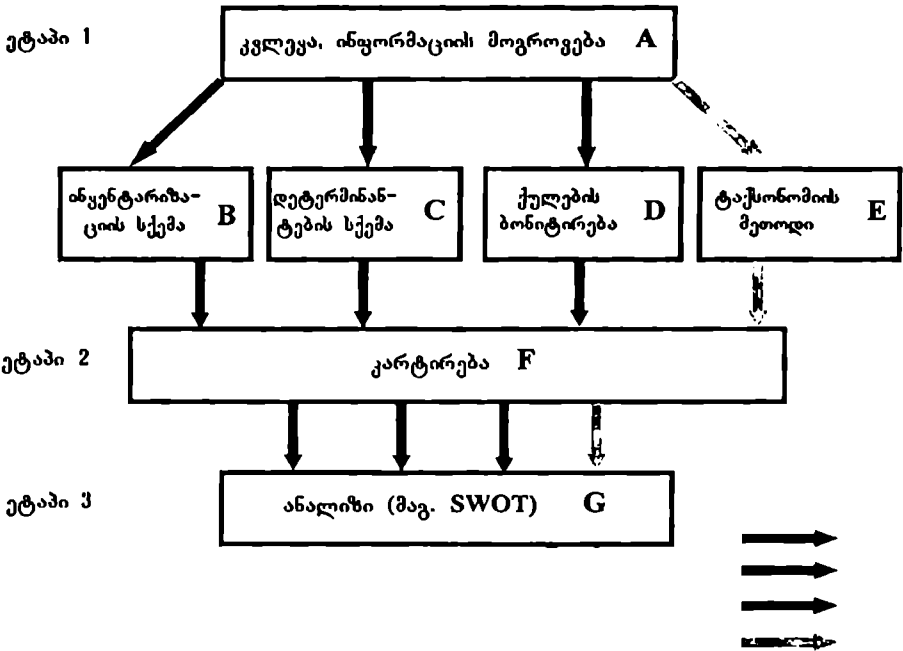 ეტაპი 1
კვლევა, ინფორმაციის მოგროვება A
ინვენტარიზა-
ციის სქემა B
დეტერმინან-
ტების სქემა C
ქულების
ბონიტირება D
ტაქსონომიის
მეთოდი E
ეტაპი 2
კარტირება F
ეტაპი 3
ანალიზი (მაგ. SWOT) G